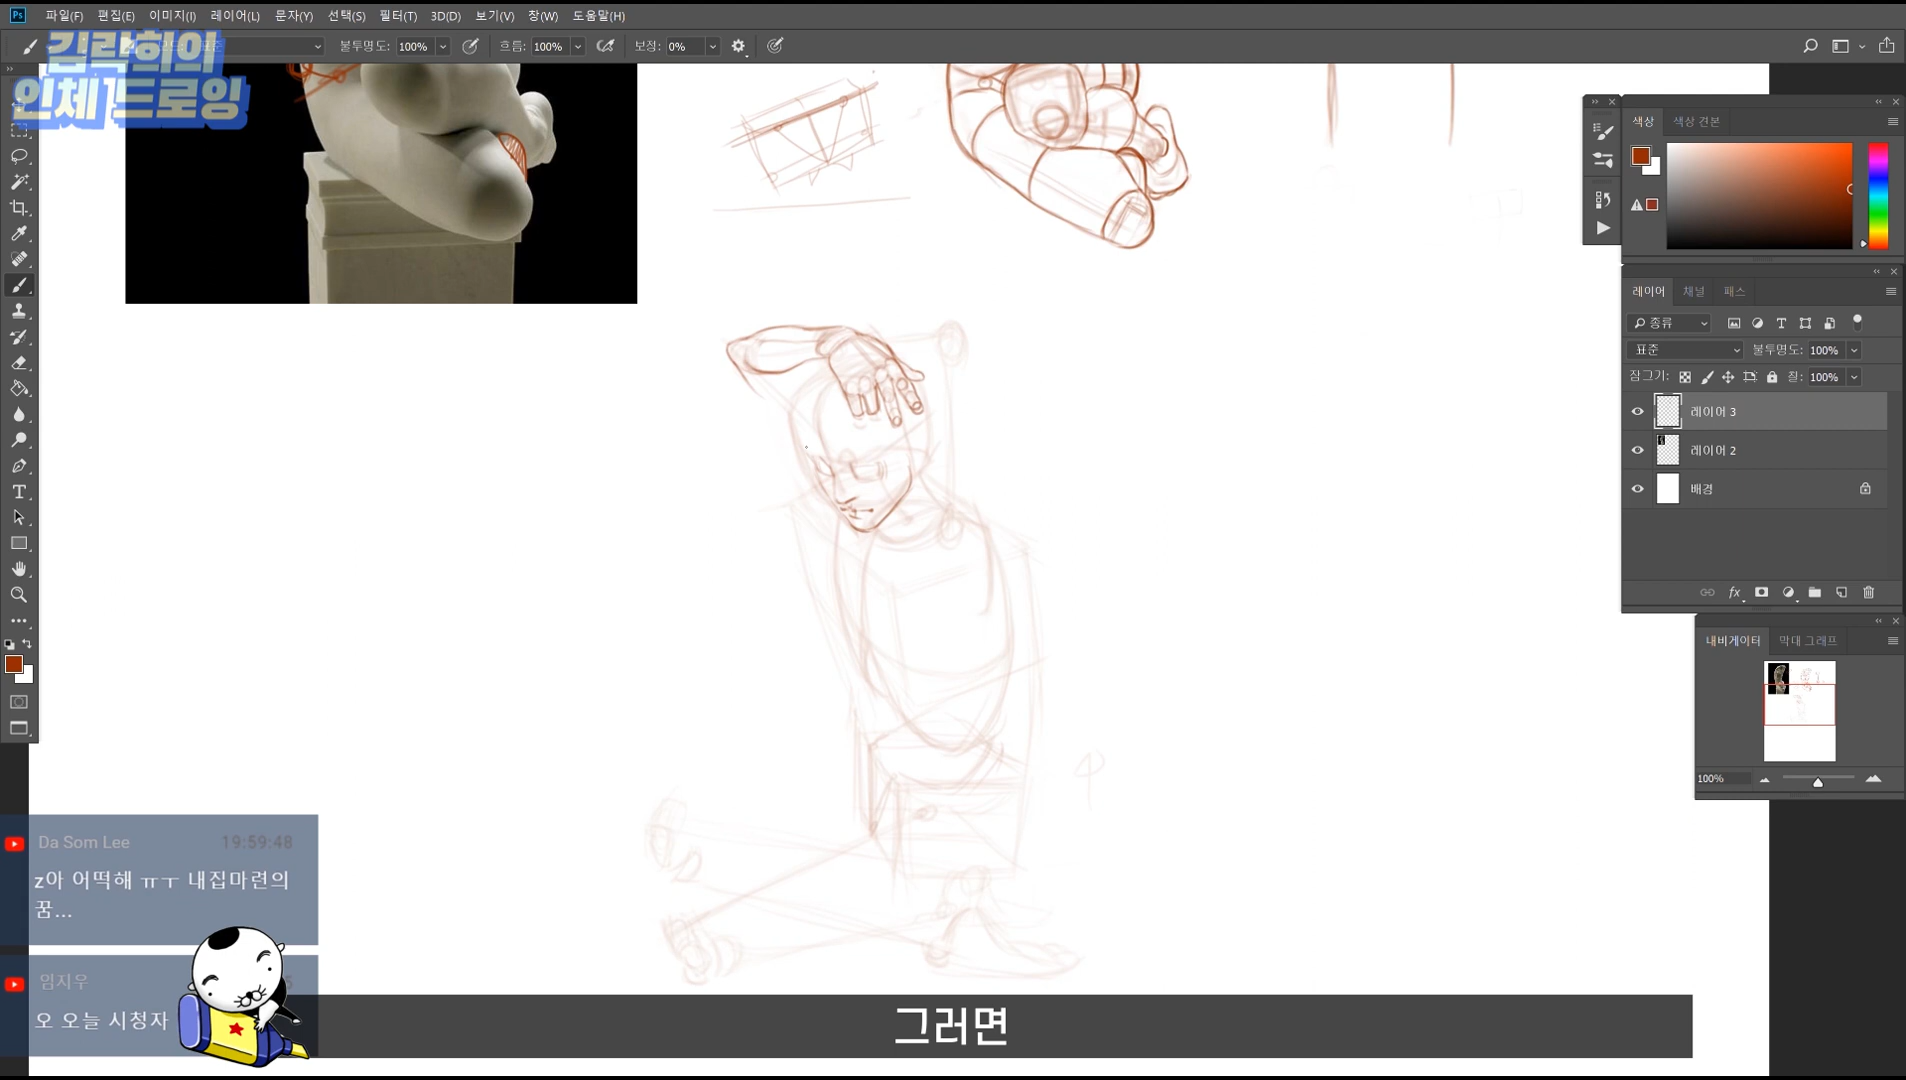 Ps 파일(F) 편집(E) 이미지(I) 레이어(L) 문자(Y) 선택(S) 필터(T) 3D(D) 보기(V) 창(W) 도움말(H)
표준 불투명도: 100% 흐름: 100% 보정: 0%
김락희의
인체 드로잉
색상 색상 견본
레이어 채널 패스
종류
표준 불투명도: 100%
잠그기: 칠: 100%
레이어 3
레이어 2
배경
fx
내비게이터 막대 그래프
100%
Da Som Lee 19:59:48
z아 어떡해 ㅠㅜ 내집마련의
꿈...
임지우
오 오늘 시청자
그러면